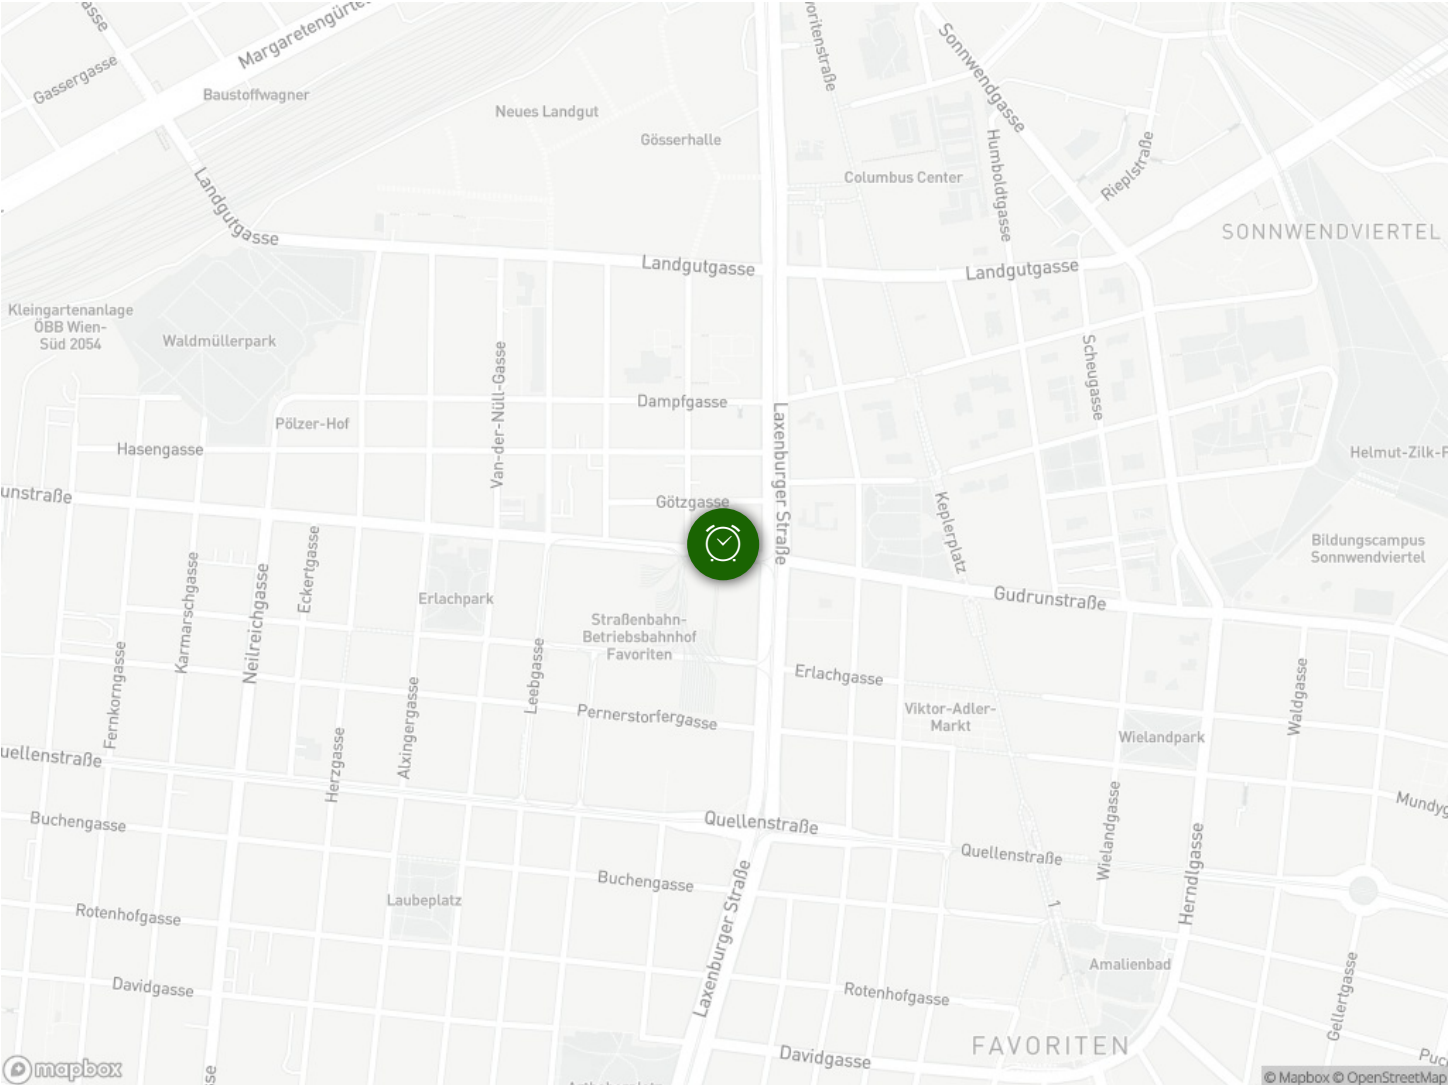 Margaretengürtel
Gassergasse
Baustoffwagner
Neues Landgut
Gösserhalle
Sonnwendgasse
Humboldtgasse
Rieplstraße
Columbus Center
SONNWENDVIERTEL
Landgutgasse
Landgutgasse
Landgutgasse
Kleingartenanlage
ÖBB Wien-
Süd 2054
Waldmüllerpark
Van-der-Nüll-Gasse
Scheugasse
Dampfgasse
Pölzer-Hof
Hasengasse
Laxenburger Straße
Helmut-Zilk-P
unstraße
Götzgasse
Keplerplatz
Bildungscampus
Sonnwendviertel
Eckertgasse
Karmarschgasse
Neilreichgasse
Erlachpark
Gudrunstraße
Straßenbahn-
Betriebsbahnhof
Favoriten
Leebgasse
Fernkorngasse
Erlachgasse
Waldgasse
Alxingergasse
Pernerstorfergasse
Viktor-Adler-
Markt
Wielandpark
Herzgasse
uellenstraße
Mundyg
Buchengasse
Quellenstraße
Quellenstraße
Wielandgasse
Herndlgasse
Buchengasse
Laubeplatz
Laxenburger Straße
1
Rotenhofgasse
Amalienbad
Davidgasse
Rotenhofgasse
Gellertgasse
FAVORITEN
Davidgasse
mapbox
© Mapbox © OpenStreetMap